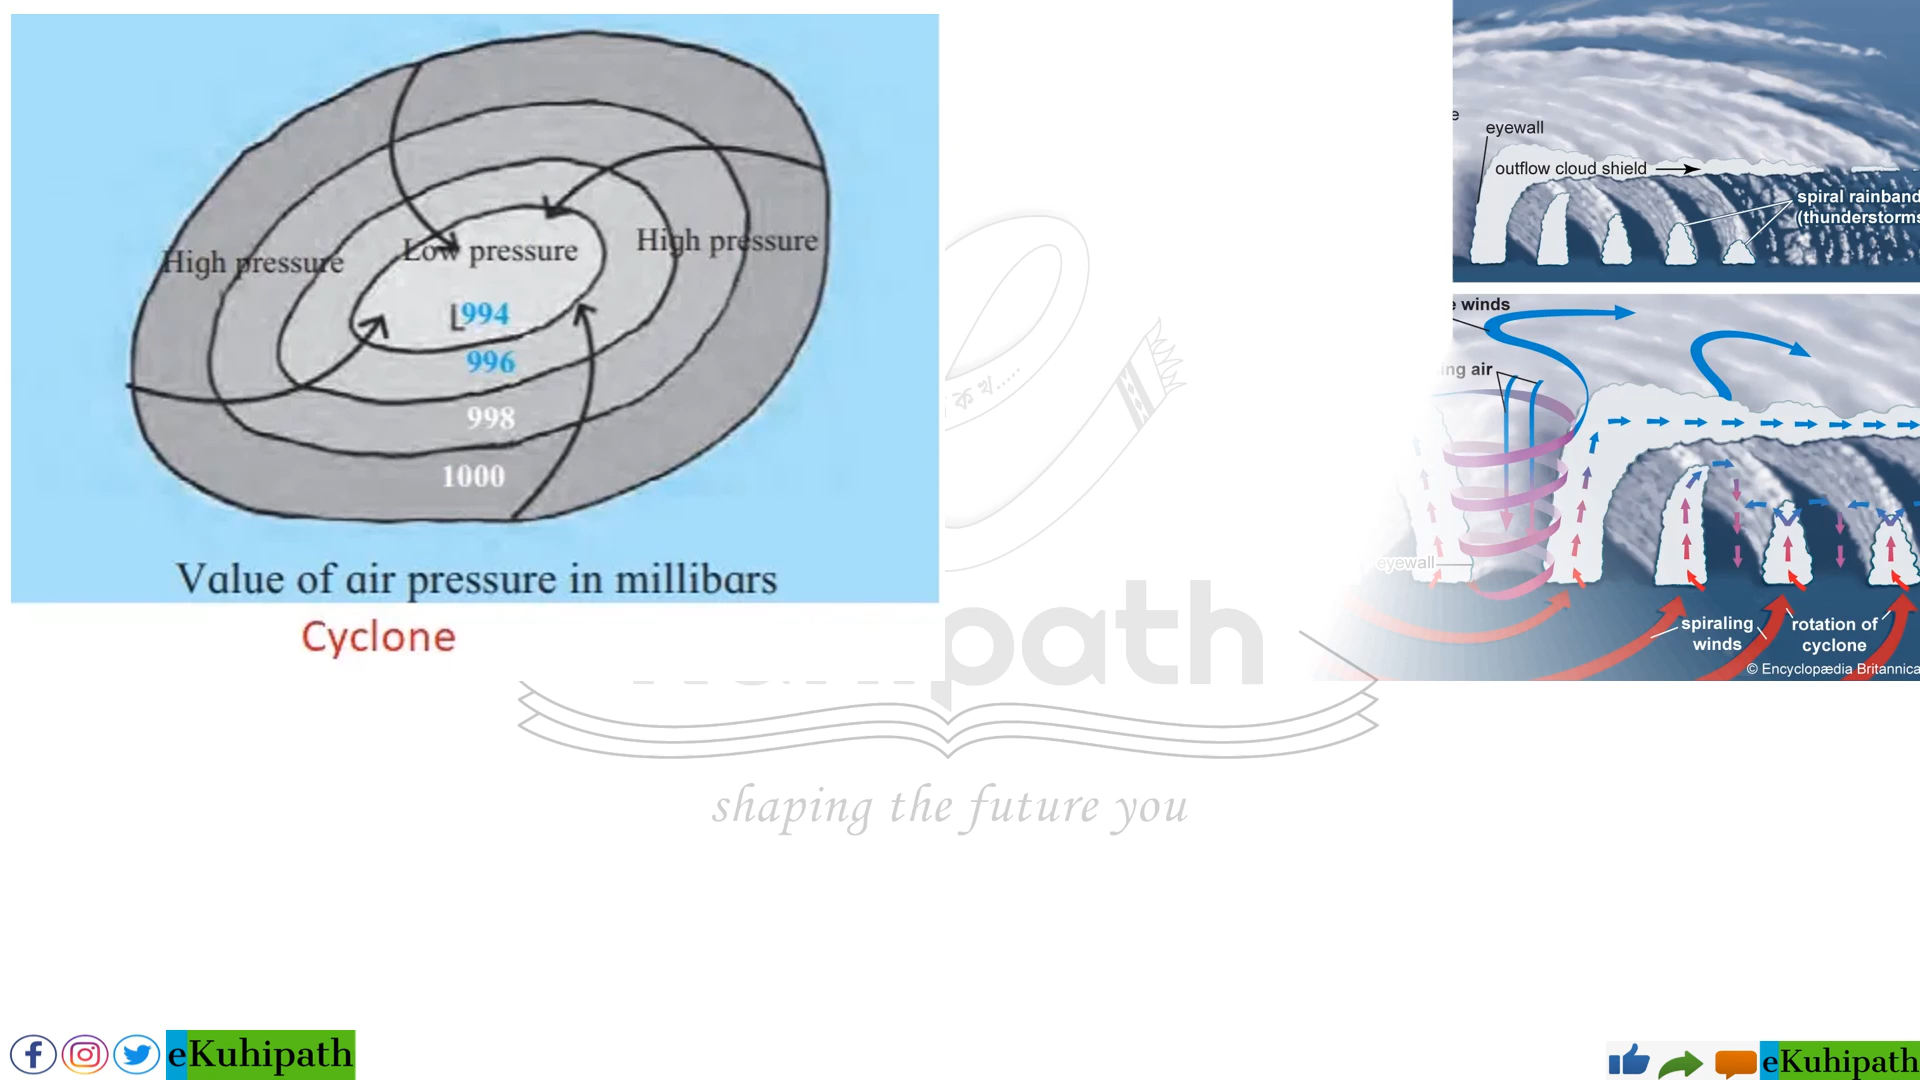 High pressure
Low pressure
High pressure
L994
996
998
1000
Value of air pressure in millibars
Cyclone
eyewall
outflow cloud shield
spiral rainband
(thunderstorms
winds
ing air
eyewall
spiraling
winds
rotation of
cyclone
© Encyclopædia Britannica
ক খ.....
path
shaping the future you
eKuhipath
eKuhipath